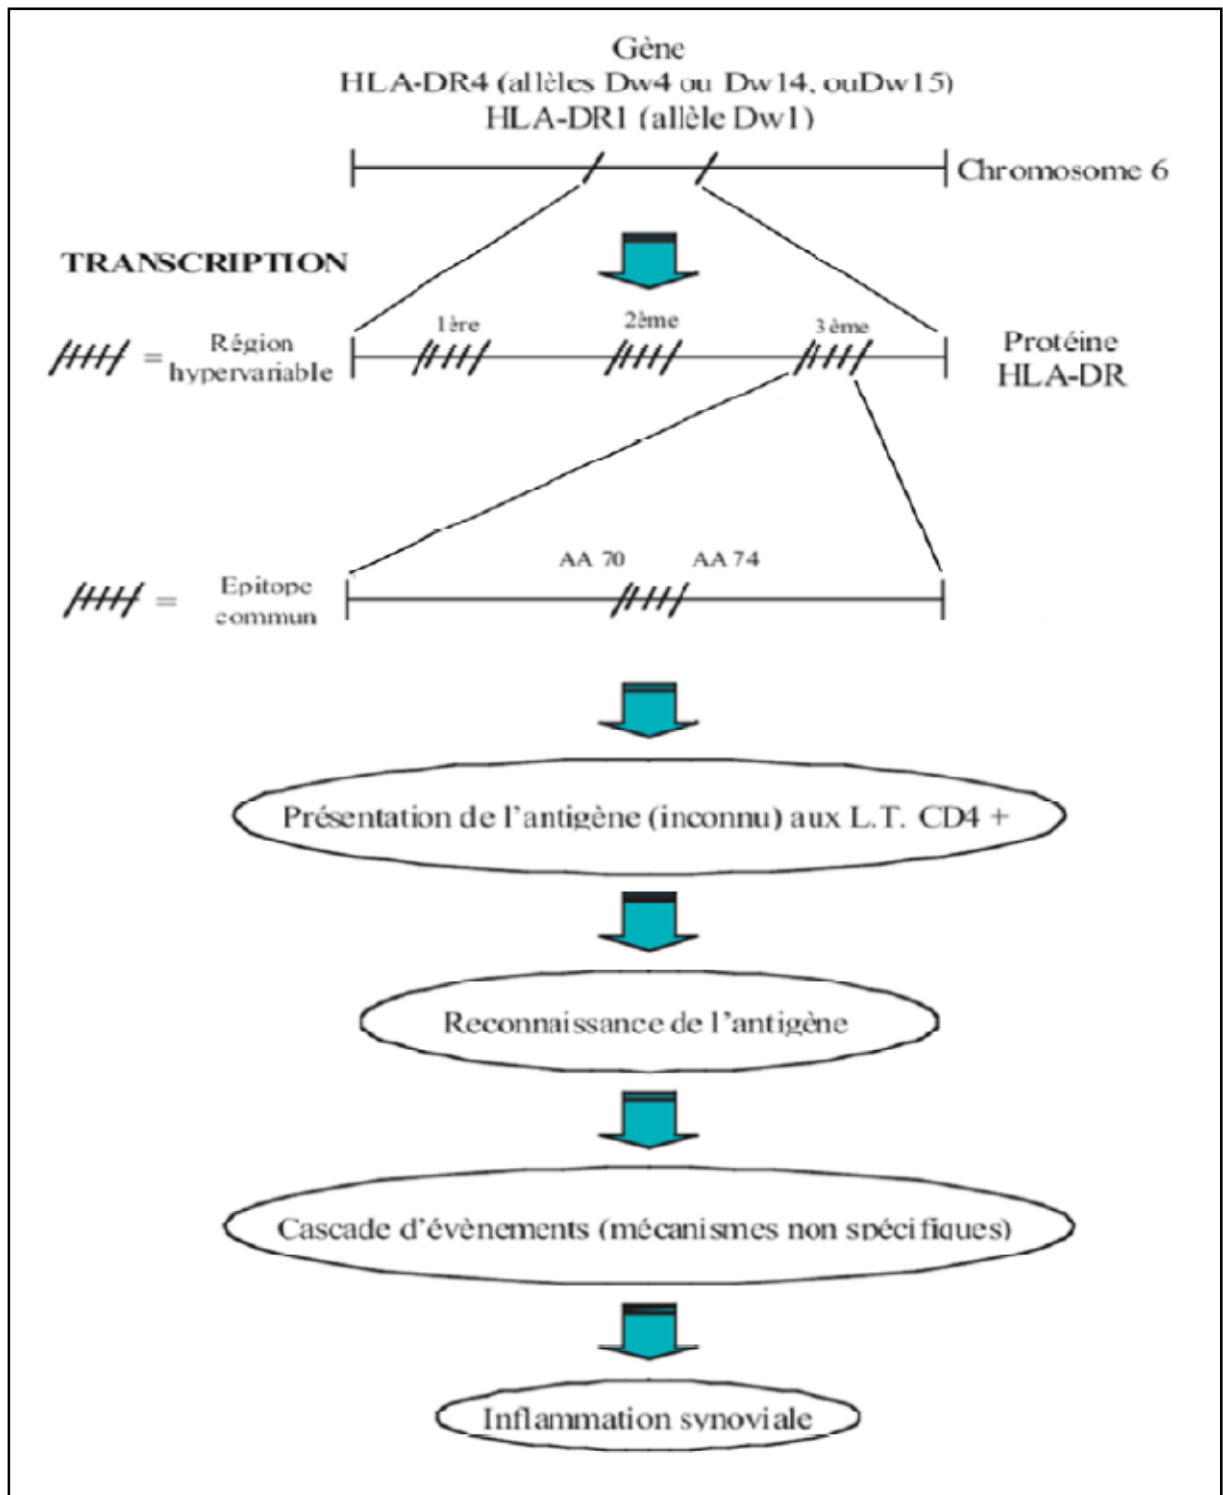 Gène
HLA-DR4 (allèles Dw4 ou Dw14, ouDw15)
HLA-DR1 (allèle Dw1)
Chromosome 6
TRANSCRIPTION
1ère
2ème
3ème
= Région
hypervariable
Protéine
HLA-DR
AA 70
AA 74
= Epitope
commun
Présentation de l'antigène (inconnu) aux L.T. CD4 +
Reconnaissance de l'antigène
Cascade d'évènements (mécanismes non spécifiques)
Inflammation synoviale